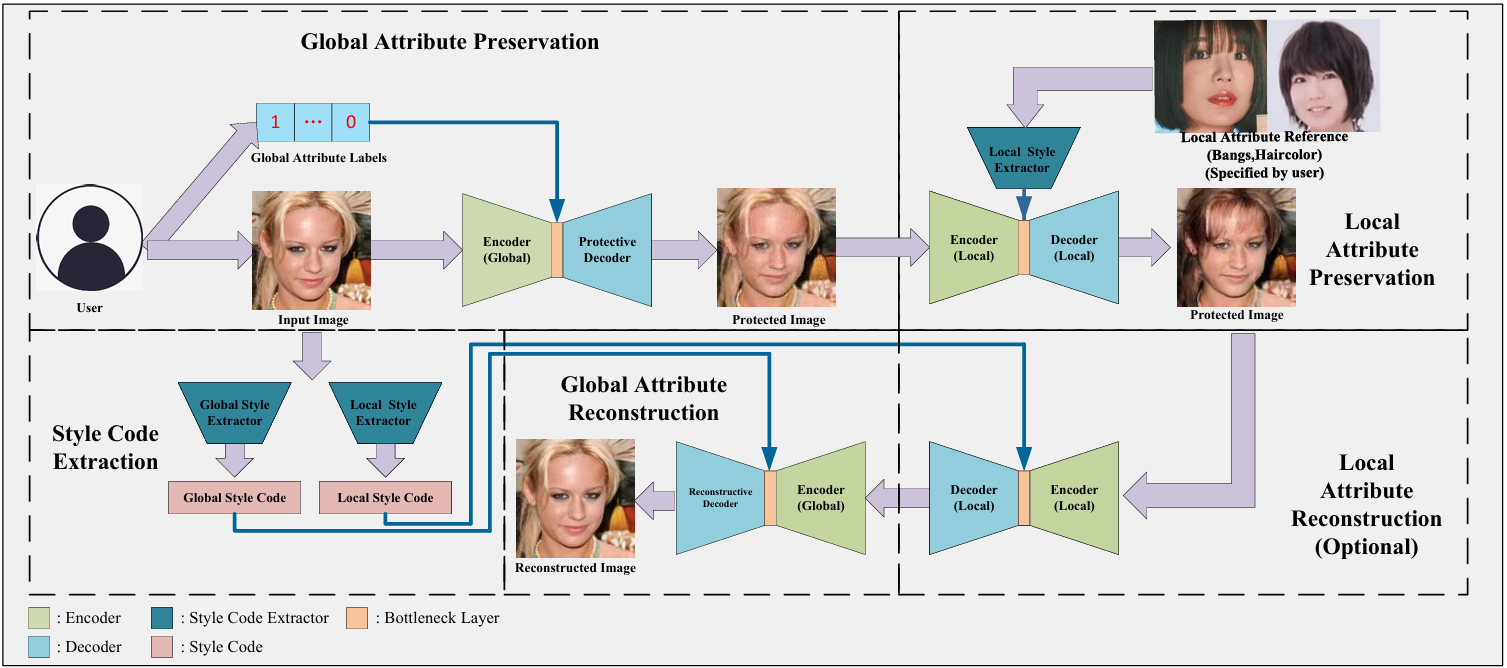 Global Attribute Preservation
1 ... 0
Global Attribute Labels
User
Input Image
Encoder
(Global)
Protective
Decoder
Protected Image
Local Attribute Reference
(Bangs,Haircolor)
(Specified by user)
Local Style
Extractor
Encoder
(Local)
Decoder
(Local)
Protected Image
Local
Attribute
Preservation
Style Code
Extraction
Global Style
Extractor
Local Style
Extractor
Global Style Code
Local Style Code
Global Attribute
Reconstruction
Reconstructed Image
Reconstructive
Decoder
Encoder
(Global)
Decoder
(Local)
Encoder
(Local)
Local
Attribute
Reconstruction
(Optional)
: Encoder
: Style Code Extractor
: Bottleneck Layer
: Decoder
: Style Code